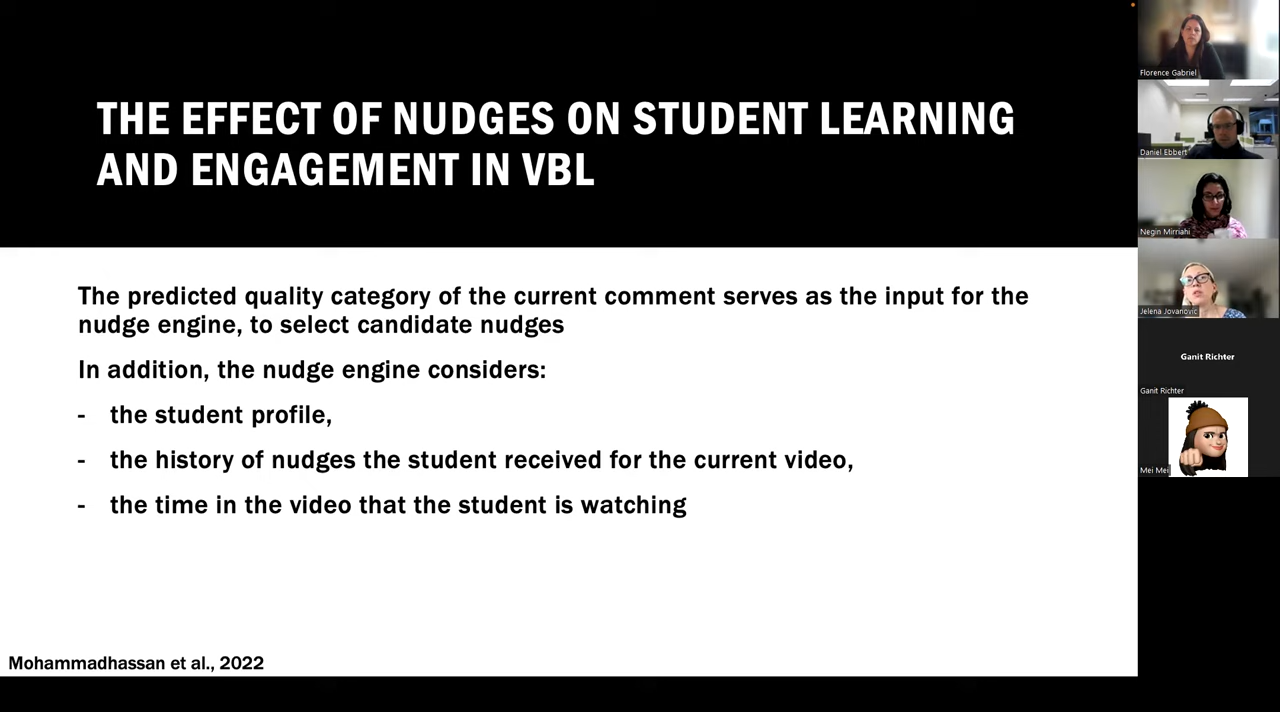 THE EFFECT OF NUDGES ON STUDENT LEARNING
AND ENGAGEMENT IN VBL
The predicted quality category of the current comment serves as the input for the
nudge engine, to select candidate nudges
In addition, the nudge engine considers:
- the student profile,
- the history of nudges the student received for the current video,
- the time in the video that the student is watching
Mohammadhassan et al., 2022
Florence Gabriel
Daniel Ebbert
Negin Mirriahi
Jelena Jovanovic
Ganit Richter
Ganit Richter
Mei Mei